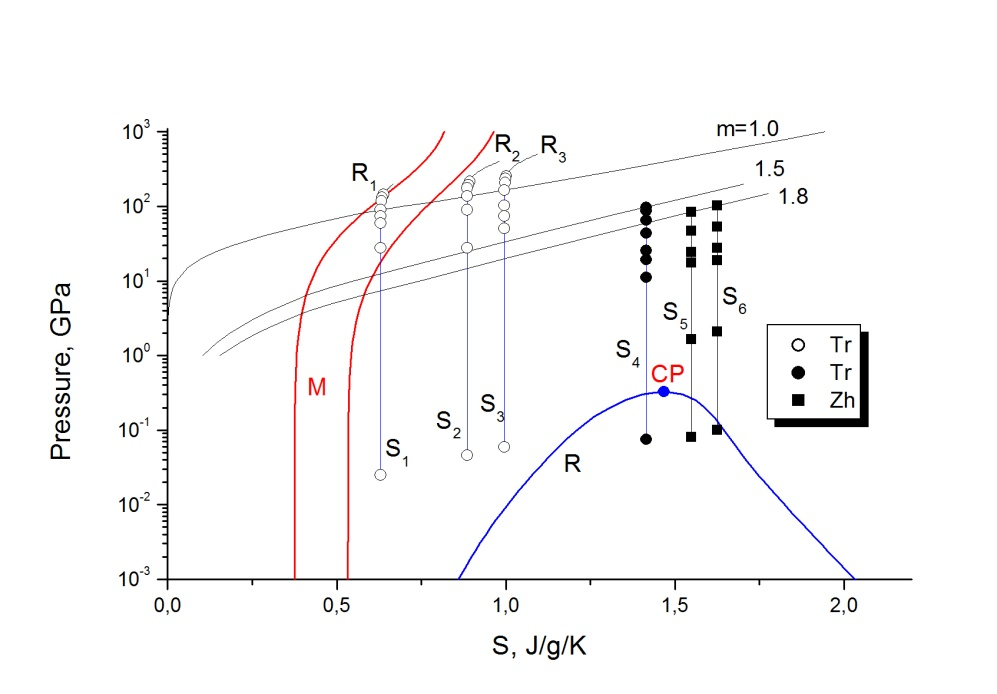 m=1.0
10³
R₂
R₃
1.5
R₁
1.8
10²
10¹
S₆
S₅
Pressure, GPa
10⁰
S₄
Tr
CP
Tr
M
Zh
S₃
S₂
10⁻¹
S₁
R
10⁻²
10⁻³
0,0
0,5
1,0
1,5
2,0
S, J/g/K